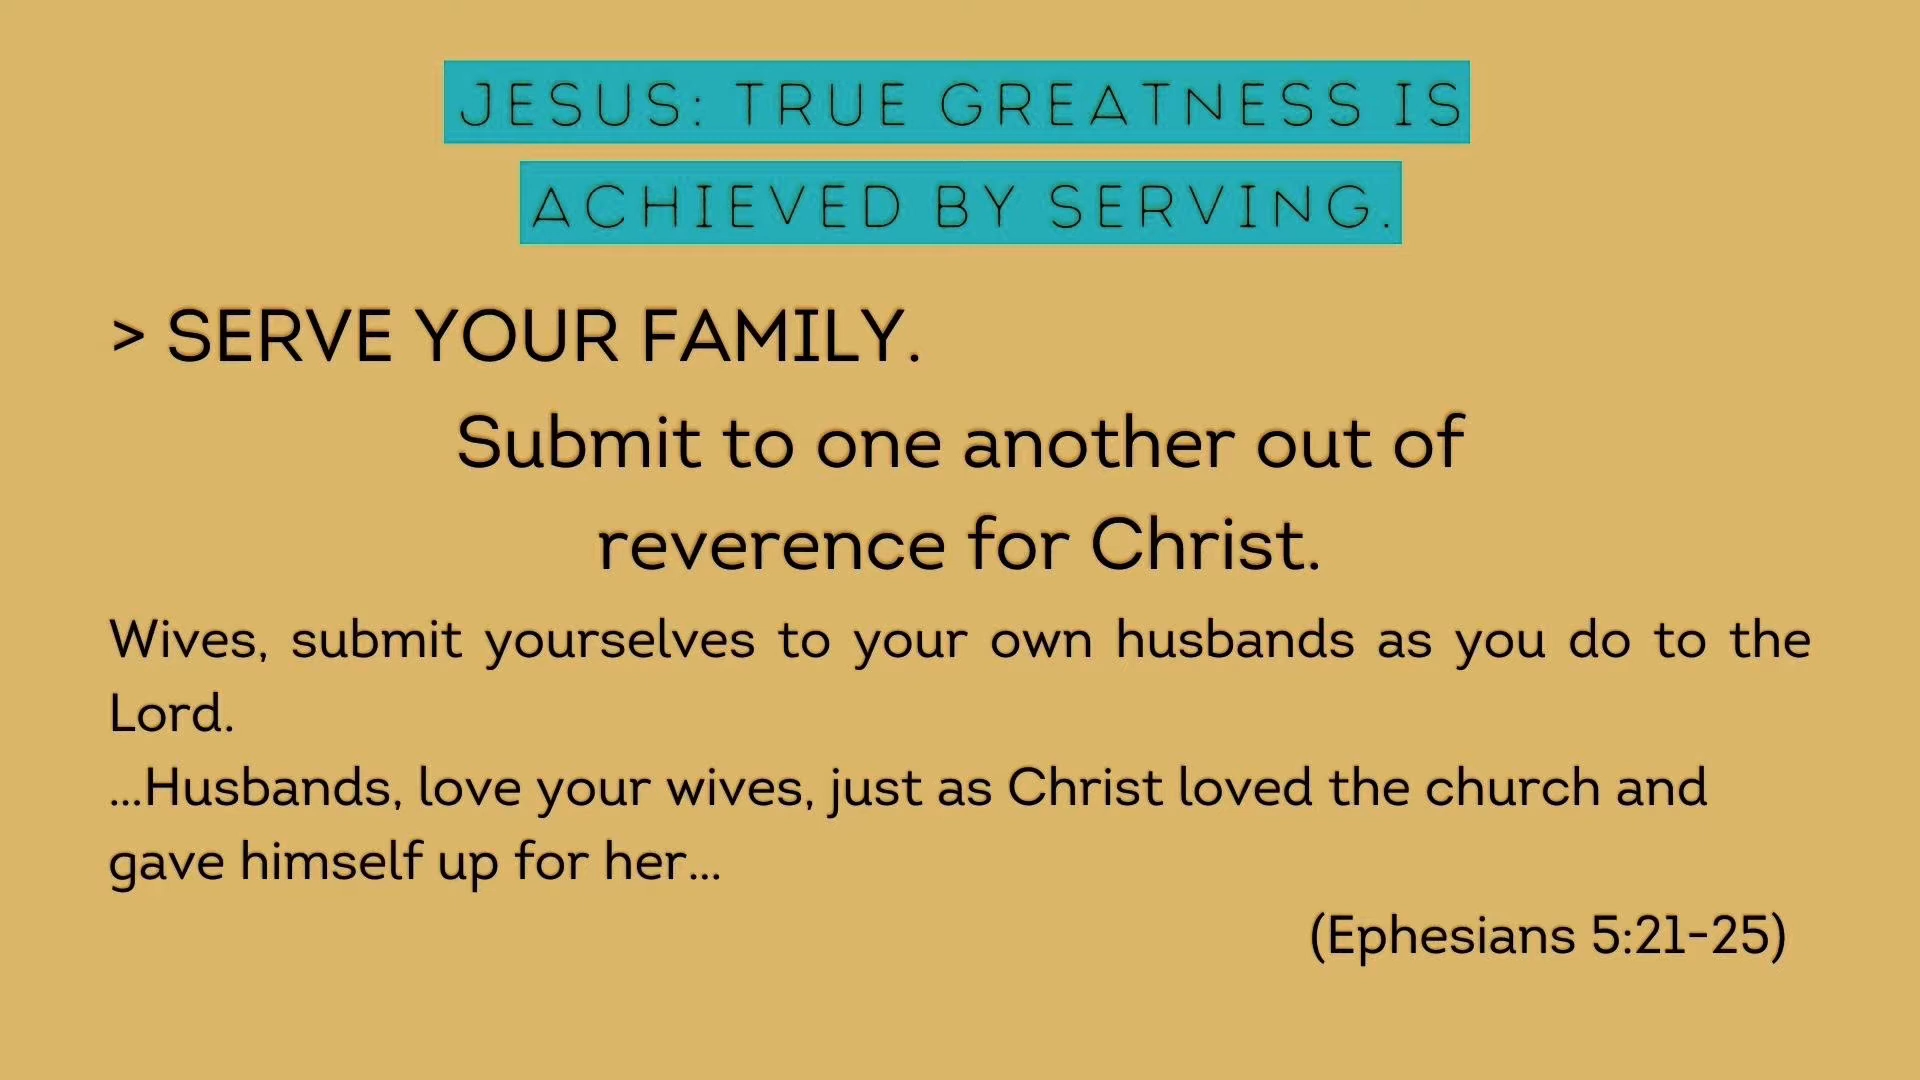 JESUS: TRUE GREATNESS IS
ACHIEVED BY SERVING.
> SERVE YOUR FAMILY.
Submit to one another out of
reverence for Christ.
Wives, submit yourselves to your own husbands as you do to the
Lord.
...Husbands, love your wives, just as Christ loved the church and
gave himself up for her...
(Ephesians 5:21-25)